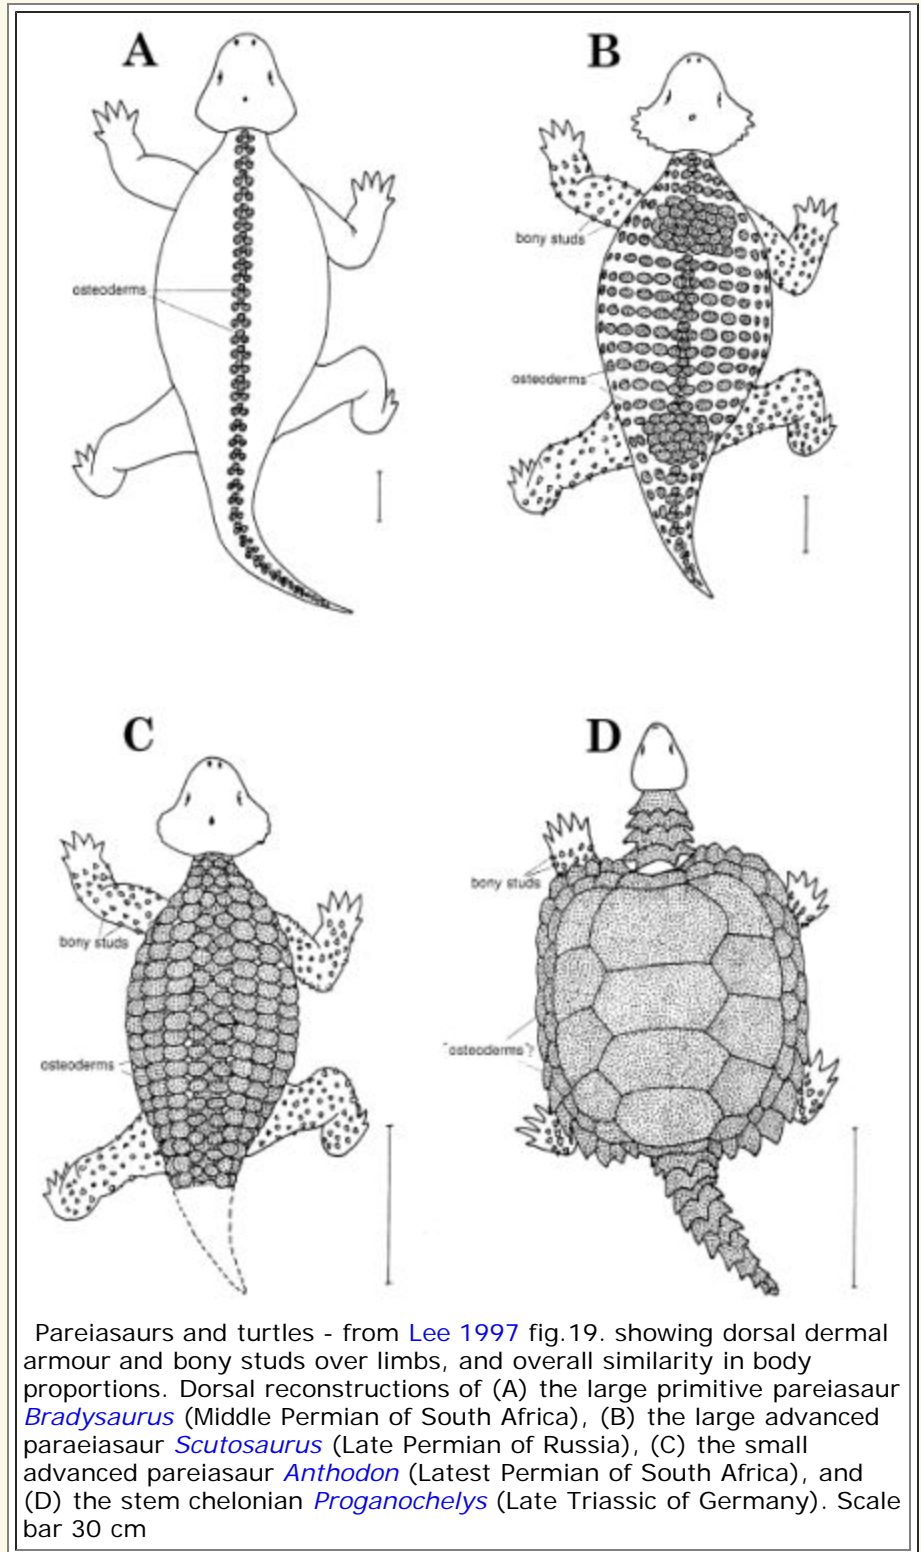 A
B
bony studs
osteoderms
osteoderms
C
D
bony studs
bony studs
"osteoderms"?
osteoderms
Pareiasaurs and turtles - from Lee 1997 fig.19. showing dorsal dermal
armour and bony studs over limbs, and overall similarity in body
proportions. Dorsal reconstructions of (A) the large primitive pareiasaur
Bradysaurus (Middle Permian of South Africa), (B) the large advanced
paraeiasaur Scutosaurus (Late Permian of Russia), (C) the small
advanced pareiasaur Anthodon (Latest Permian of South Africa), and
(D) the stem chelonian Proganochelys (Late Triassic of Germany). Scale
bar 30 cm